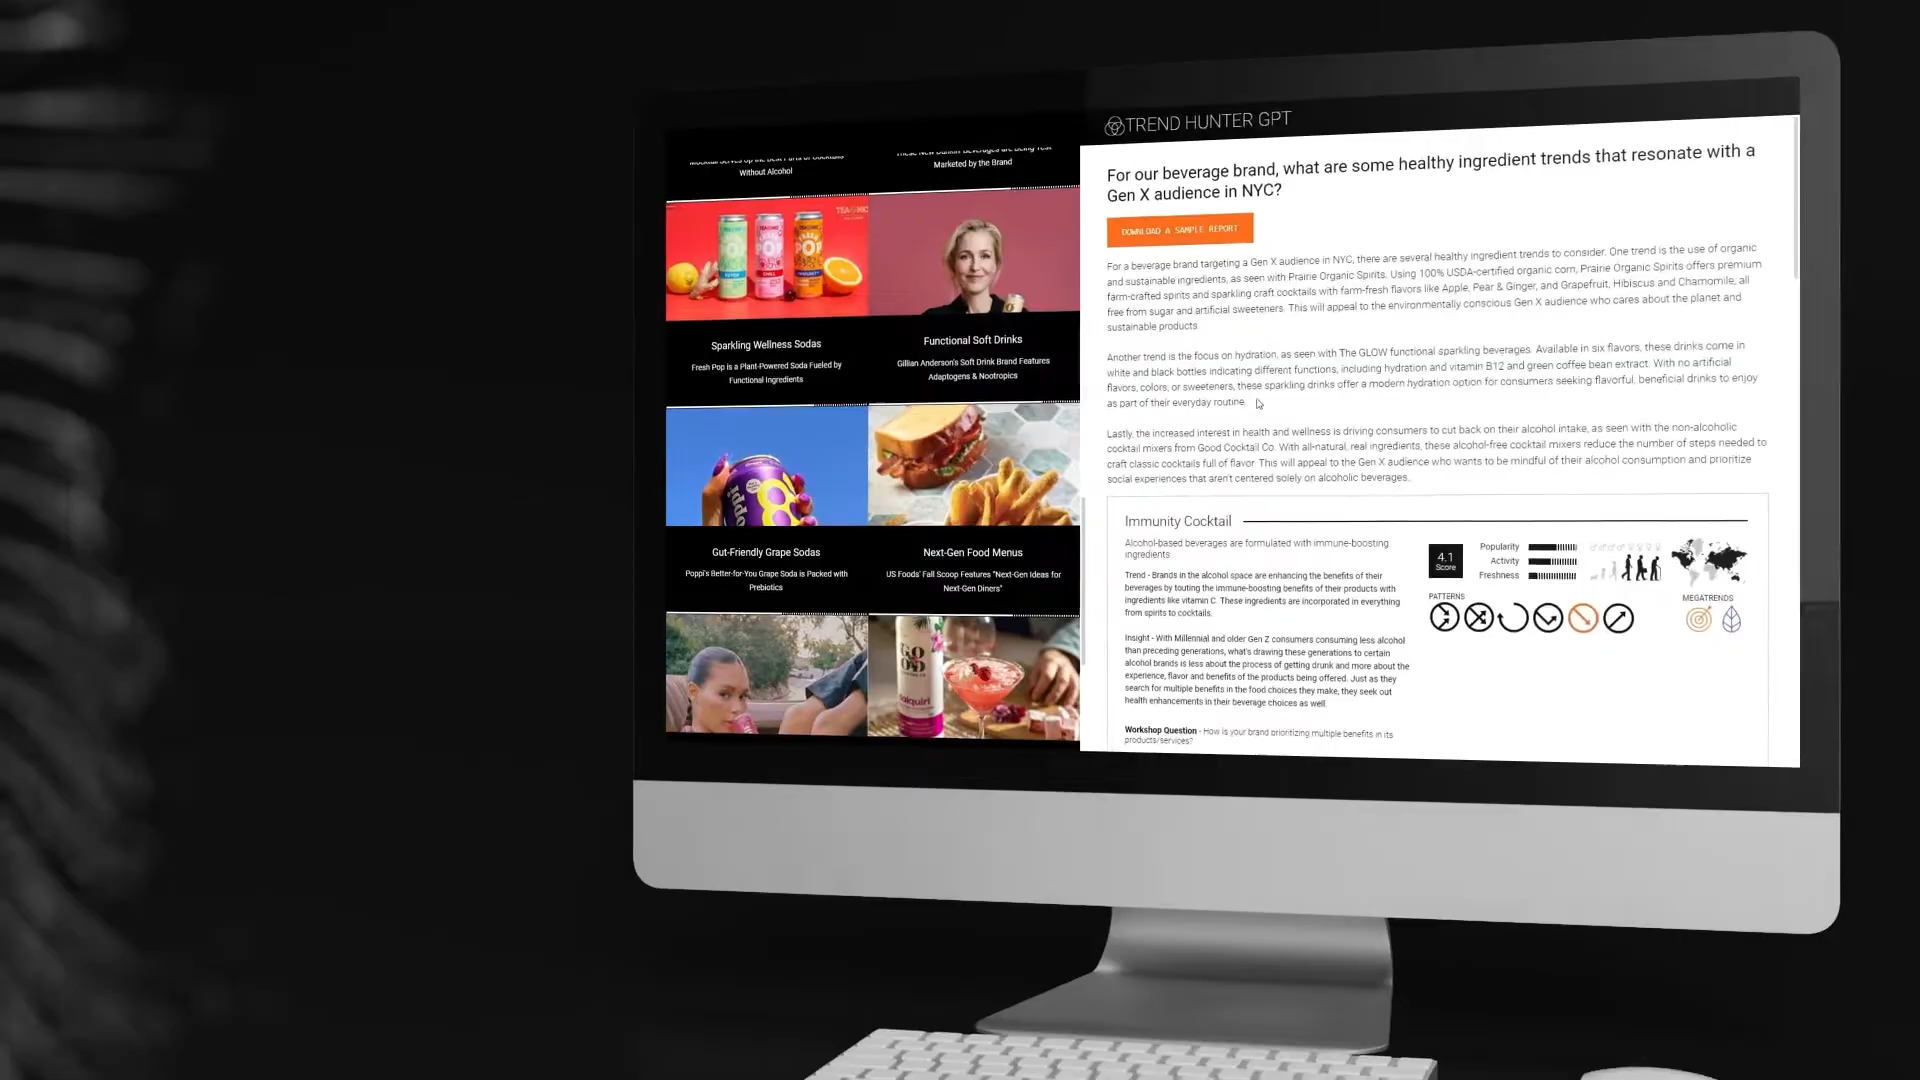 TREND HUNTER GPT
Without Alcohol
These New Dunkin' Beverages are Being Test
Marketed by the Brand
TEA
FRESH
POP
POP
POP
Sparkling Wellness Sodas
Fresh Pop is a Plant-Powered Soda Fueled by
Functional Ingredients
Functional Soft Drinks
Gillian Anderson's Soft Drink Brand Features
Adaptogens & Nootropics
poppi
Gut-Friendly Grape Sodas
Poppi's Better-for-You Grape Soda is Packed with
Prebiotics
Next-Gen Food Menus
US Foods' Fall Scoop Features "Next-Gen Ideas for
Next-Gen Diners"
GO
OD
daiquiri
For our beverage brand, what are some healthy ingredient trends that resonate with a
Gen X audience in NYC?
DOWNLOAD A SAMPLE REPORT
For a beverage brand targeting a Gen X audience in NYC, there are several healthy ingredient trends to consider. One trend is the use of organic
and sustainable ingredients, as seen with Prairie Organic Spirits. Using 100% USDA-certified organic corn, Prairie Organic Spirits offers premium
farm-crafted spirits and sparkling craft cocktails with farm-fresh flavors like Apple, Pear & Ginger, and Grapefruit, Hibiscus and Chamomile, all
free from sugar and artificial sweeteners. This will appeal to the environmentally conscious Gen X audience who cares about the planet and
sustainable products.
Another trend is the focus on hydration, as seen with The GLOW functional sparkling beverages. Available in six flavors, these drinks come in
white and black bottles indicating different functions, including hydration and vitamin B12 and green coffee bean extract. With no artificial
flavors, colors, or sweeteners, these sparkling drinks offer a modern hydration option for consumers seeking flavorful, beneficial drinks to enjoy
as part of their everyday routine.
Lastly, the increased interest in health and wellness is driving consumers to cut back on their alcohol intake, as seen with the non-alcoholic
cocktail mixers from Good Cocktail Co. With all-natural, real ingredients, these alcohol-free cocktail mixers reduce the number of steps needed to
craft classic cocktails full of flavor. This will appeal to the Gen X audience who wants to be mindful of their alcohol consumption and prioritize
social experiences that aren't centered solely on alcoholic beverages.
Immunity Cocktail
Alcohol-based beverages are formulated with immune-boosting
ingredients
Trend - Brands in the alcohol space are enhancing the benefits of their
beverages by touting the immune-boosting benefits of their products with
ingredients like vitamin C. These ingredients are incorporated in everything
from spirits to cocktails.
Insight - With Millennial and older Gen Z consumers consuming less alcohol
than preceding generations, what's drawing these generations to certain
alcohol brands is less about the process of getting drunk and more about the
experience, flavor and benefits of the products being offered. Just as they
search for multiple benefits in the food choices they make, they seek out
health enhancements in their beverage choices as well.
Workshop Question - How is your brand prioritizing multiple benefits in its
products/services?
4.1
Score
Popularity
Activity
Freshness
PATTERNS
MEGATRENDS